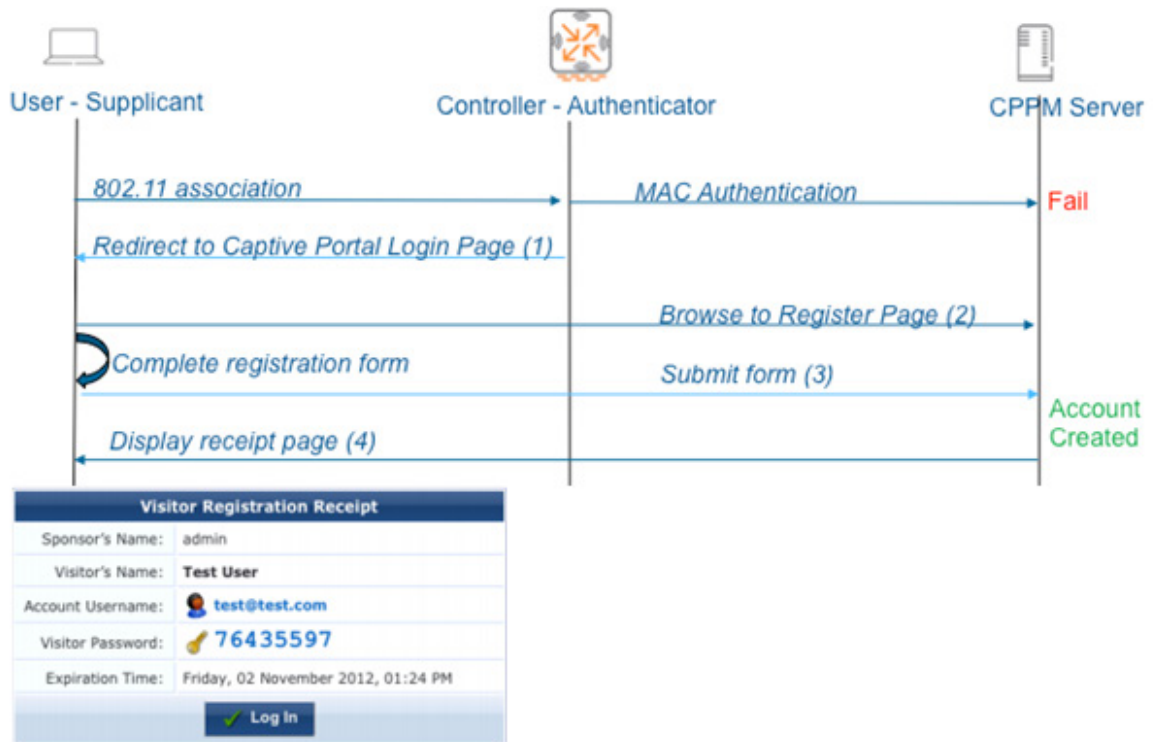 User - Supplicant
Controller - Authenticator
CPPM Server
802.11 association
MAC Authentication
Fail
Redirect to Captive Portal Login Page (1)
Browse to Register Page (2)
Complete registration form
Submit form (3)
Account
Created
Display receipt page (4)
Visitor Registration Receipt
Sponsor's Name: admin
Visitor's Name: Test User
Account Username: test@test.com
Visitor Password: 76435597
Expiration Time: Friday, 02 November 2012, 01:24 PM
Log In